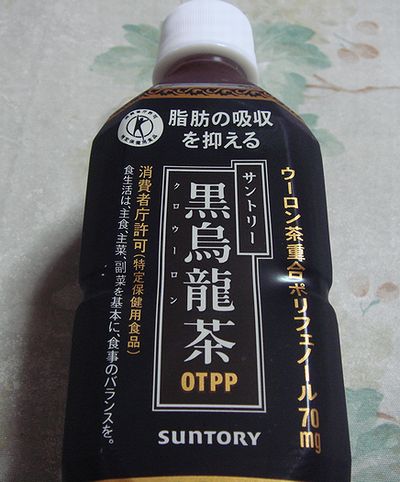 脂肪の吸収
を抑える
ウーロン茶重合ポリフェノール70mg
サントリー
黒烏龍茶
クロウーロン
OTPP
消費者庁許可(特定保健用食品)
食生活は、主食、主菜、副菜を基本に、食事のバランスを。
SUNTORY